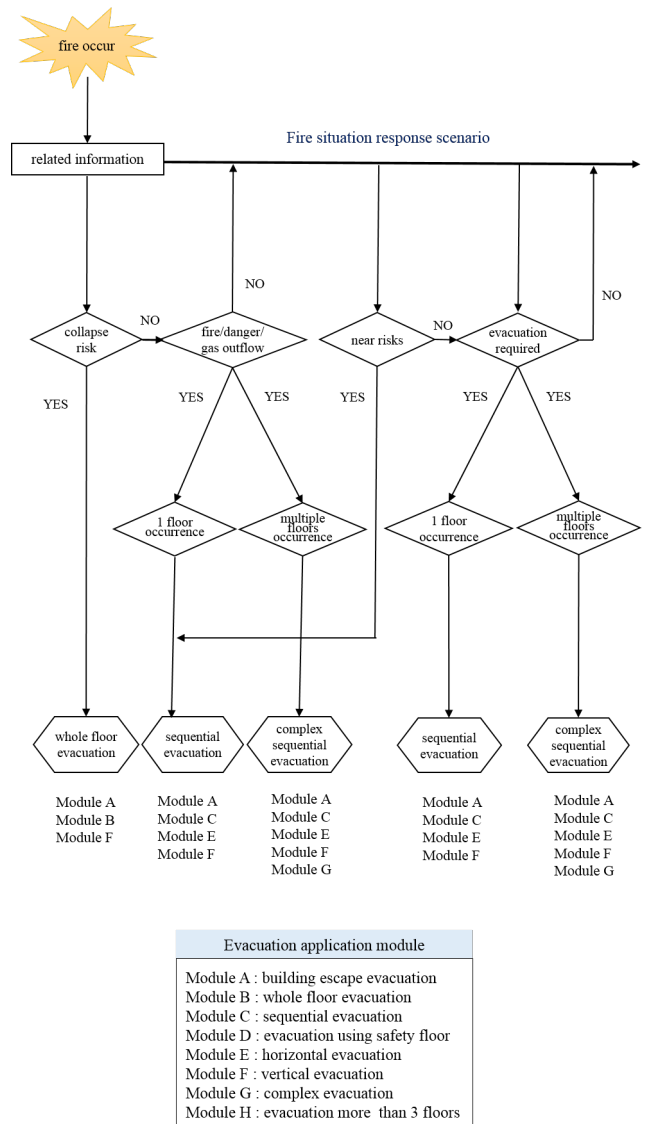 fire occur
Fire situation response scenario
related information
NO
NO
collapse
risk
NO
fire/danger/
gas outflow
near risks
NO
evacuation
required
YES
YES
YES
YES
YES
YES
1 floor
occurrence
multiple
floors
occurrence
1 floor
occurrence
multiple
floors
occurrence
whole floor
evacuation
sequential
evacuation
complex
sequential
evacuation
sequential
evacuation
complex
sequential
evacuation
Module A
Module B
Module F
Module A
Module C
Module E
Module F
Module A
Module C
Module E
Module F
Module G
Module A
Module C
Module E
Module F
Module A
Module C
Module E
Module F
Module G
Evacuation application module
Module A : building escape evacuation
Module B : whole floor evacuation
Module C : sequential evacuation
Module D : evacuation using safety floor
Module E : horizontal evacuation
Module F : vertical evacuation
Module G : complex evacuation
Module H : evacuation more than 3 floors